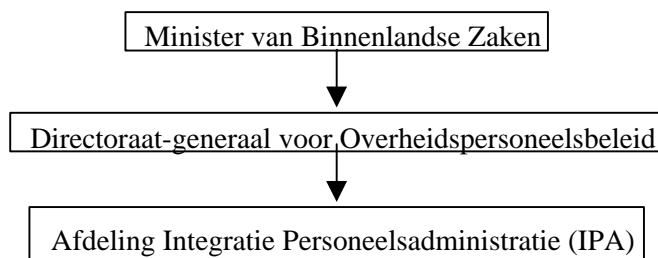 Minister van Binnenlandse Zaken
Directoraat-generaal voor Overheidspersoneelsbeleid
Afdeling Integratie Personeelsadministratie (IPA)